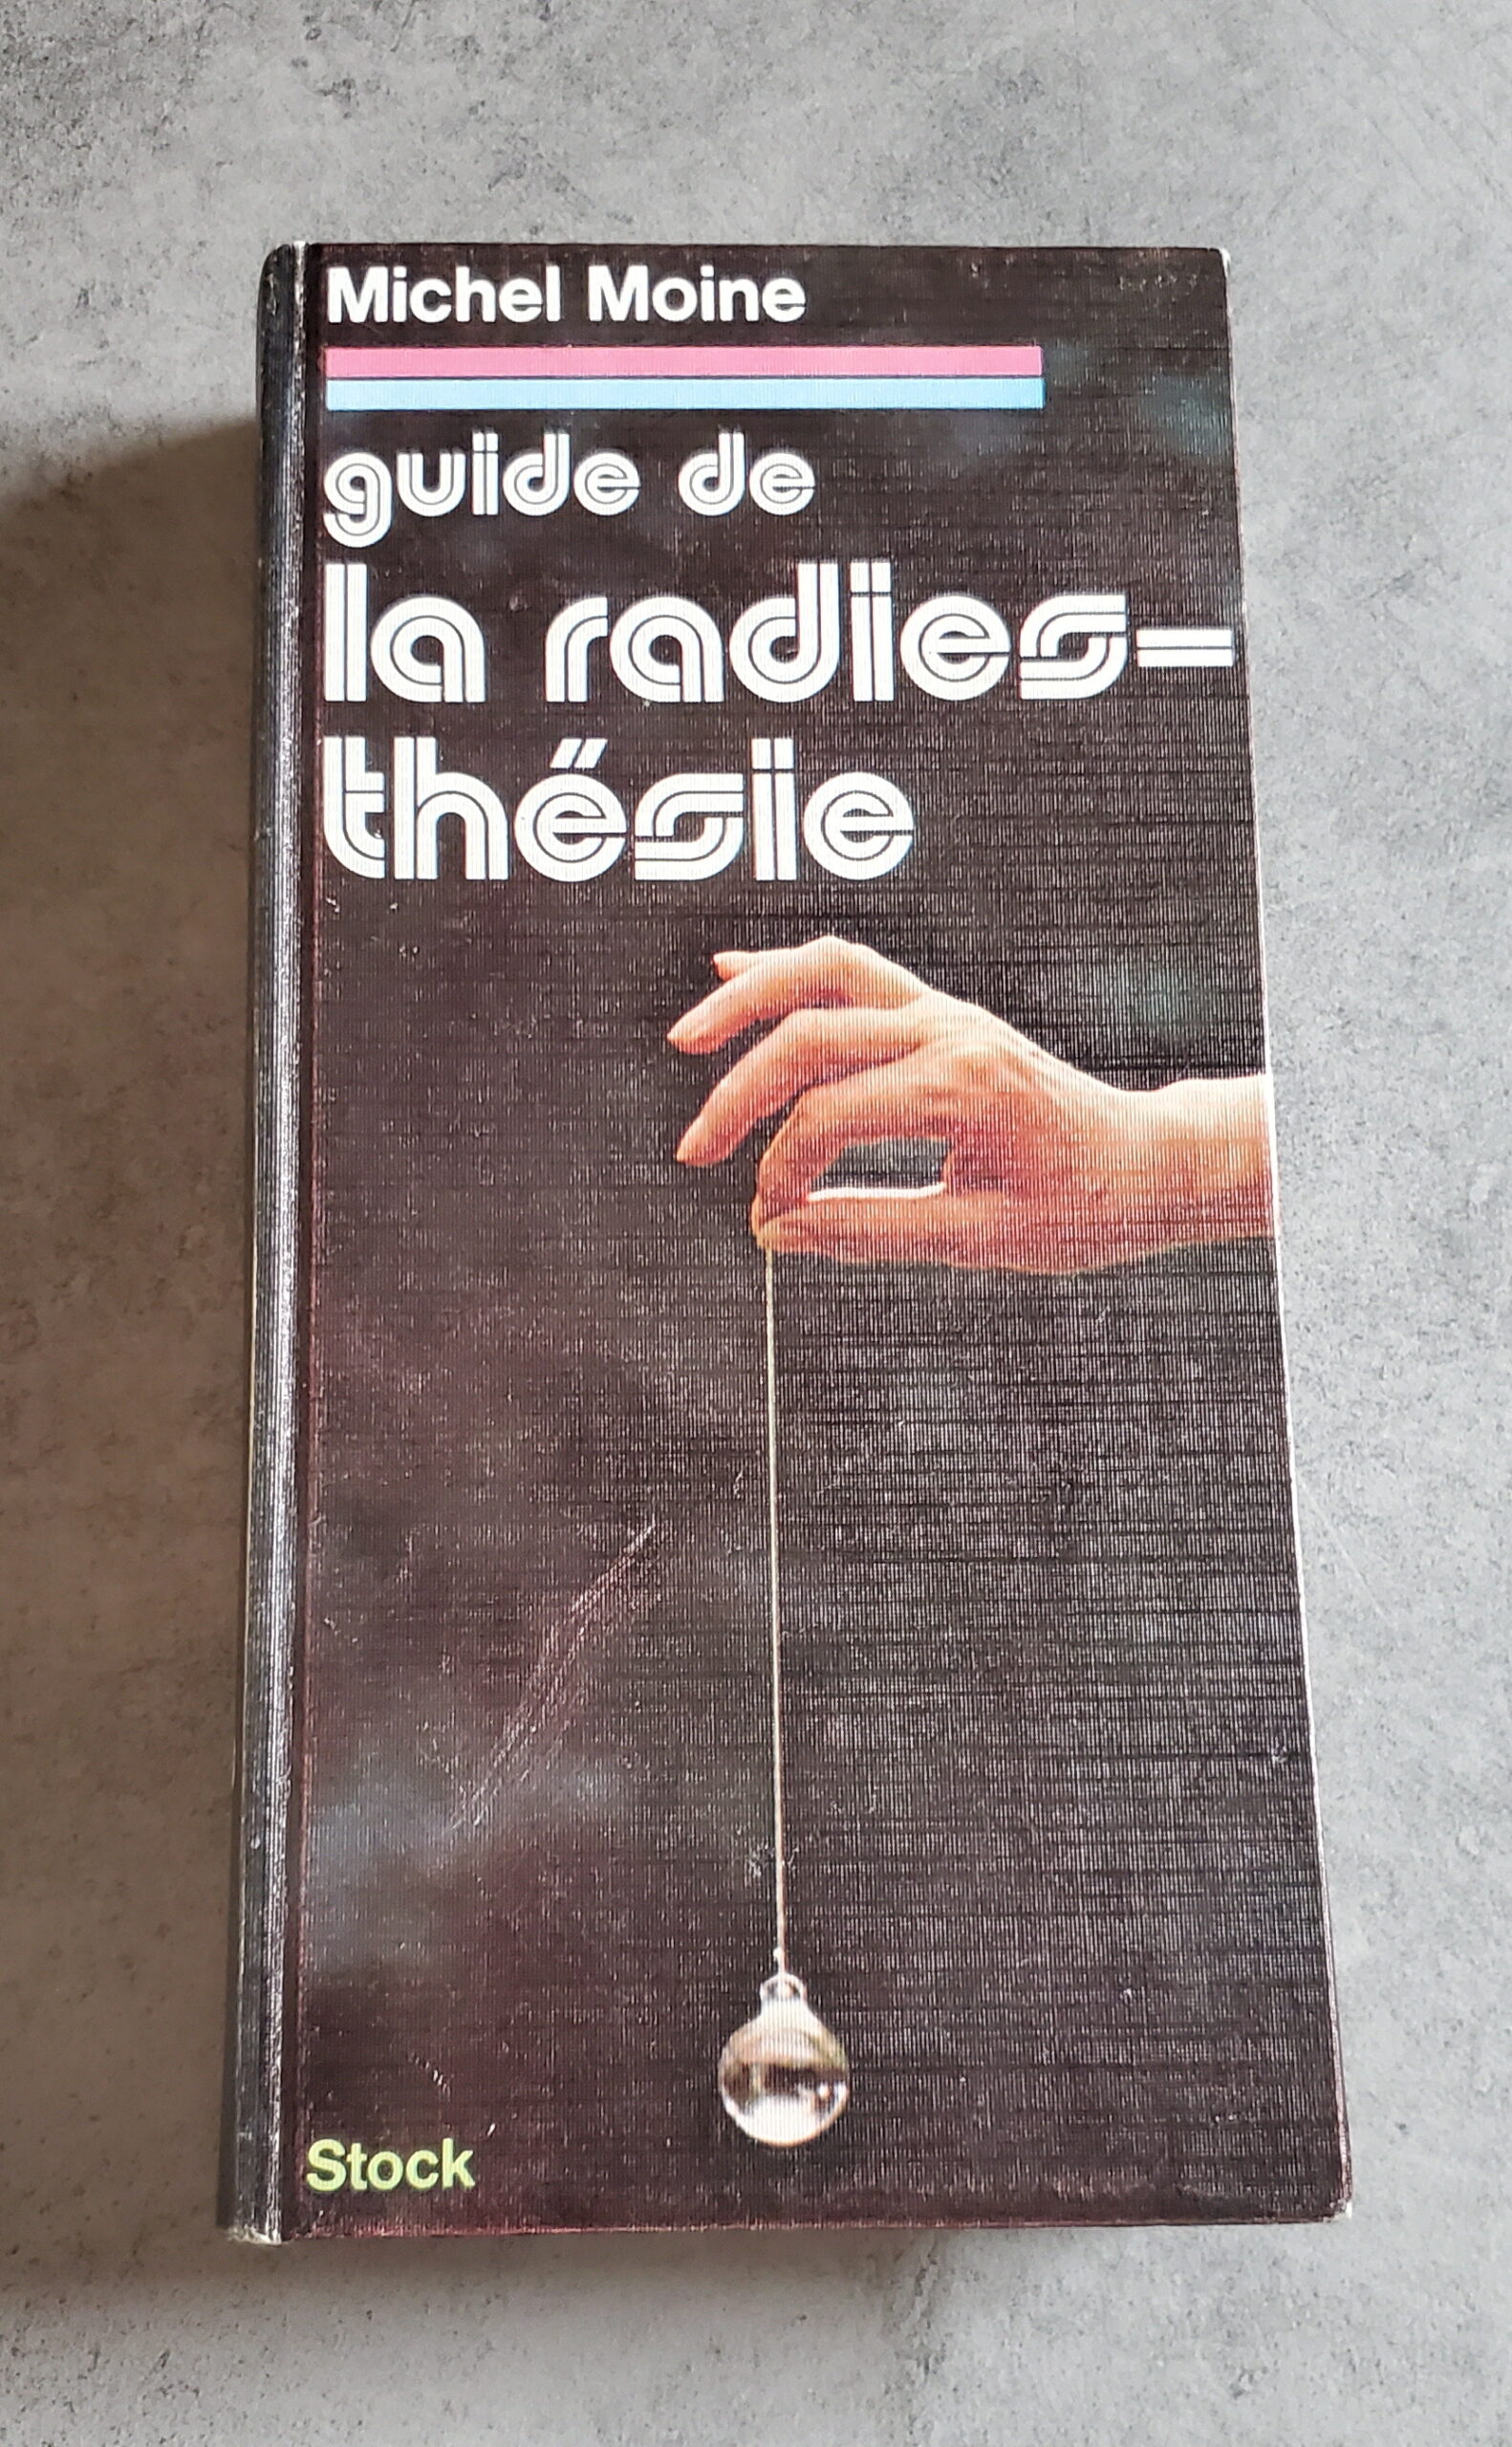 Michel Moine
guide de
la radies-
thésie
Stock